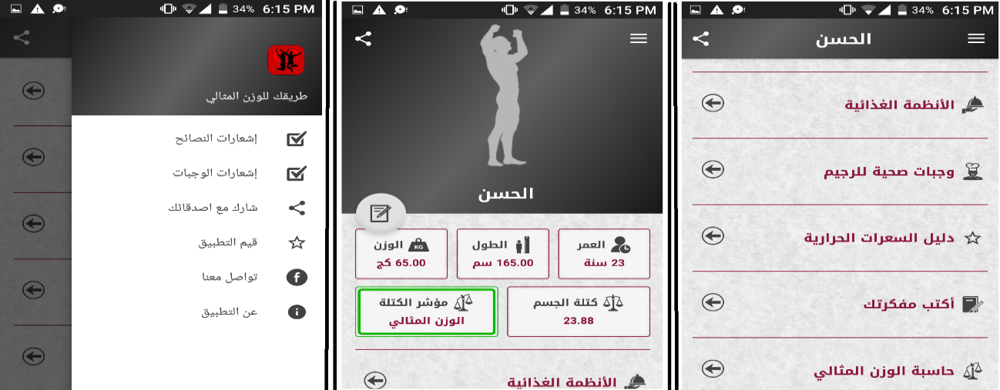 34% 6:15 PM
طريقك للوزن المثالي
إشعارات النصائح
إشعارات الوجبات
شارك مع اصدقائك
قيم التطبيق
تواصل معنا
عن التطبيق
34% 6:15 PM
الحسن
العمر
23 سنة
الطول
165.00 سم
الوزن
KG
65.00 كج
كتلة الجسم
23.88
مؤشر الكتلة
الوزن المثالي
الأنظمة الغذائية
34% 6:15 PM
الحسن
الأنظمة الغذائية
وجبات صحية للرجيم
دليل السعرات الحرارية
أكتب مفكرتك
حاسبة الوزن المثالي